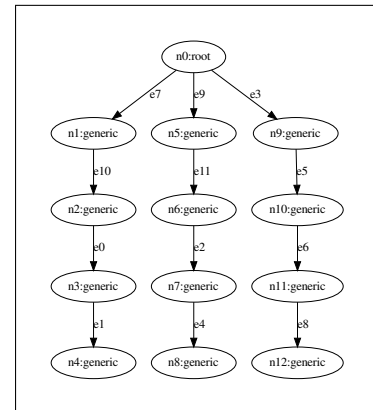 n0:root
e7 e9 e3
n1:generic n5:generic n9:generic
e10 e11 e5
n2:generic n6:generic n10:generic
e0 e2 e6
n3:generic n7:generic n11:generic
e1 e4 e8
n4:generic n8:generic n12:generic